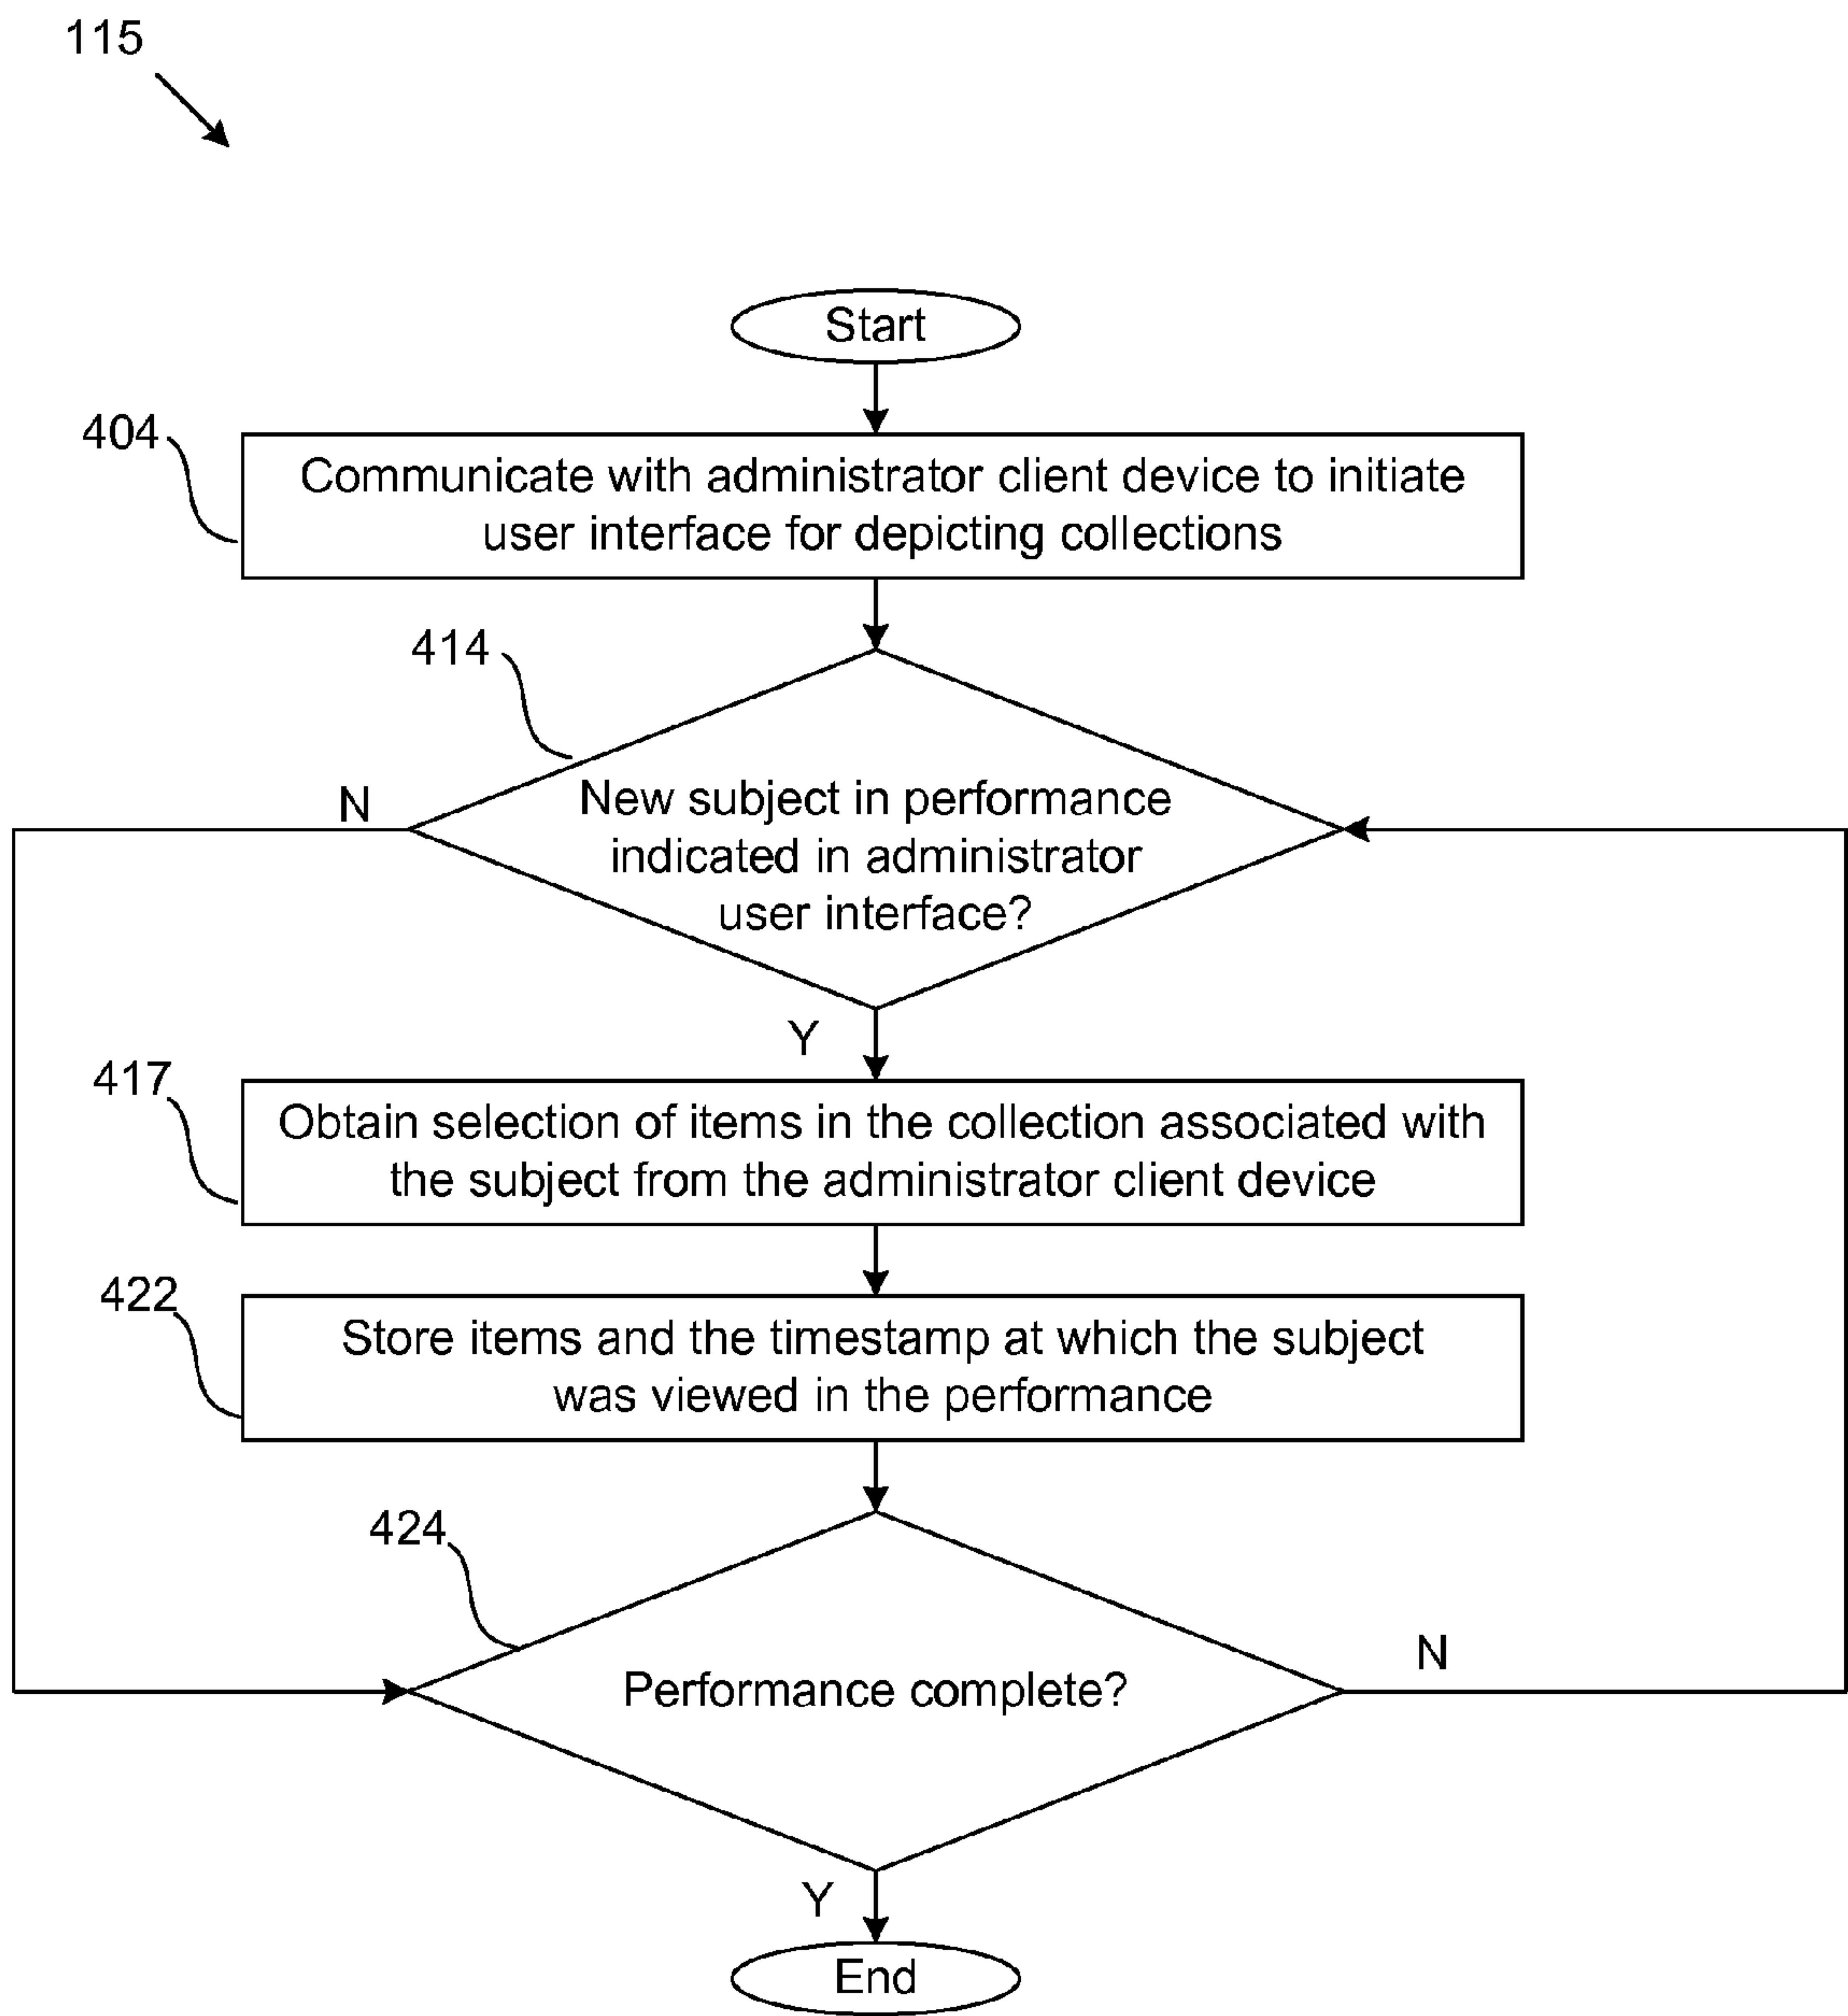 115
Start
404
Communicate with administrator client device to initiate
user interface for depicting collections
414
N
New subject in performance
indicated in administrator
user interface?
Y
417
Obtain selection of items in the collection associated with
the subject from the administrator client device
422
Store items and the timestamp at which the subject
was viewed in the performance
424
N
Performance complete?
Y
End